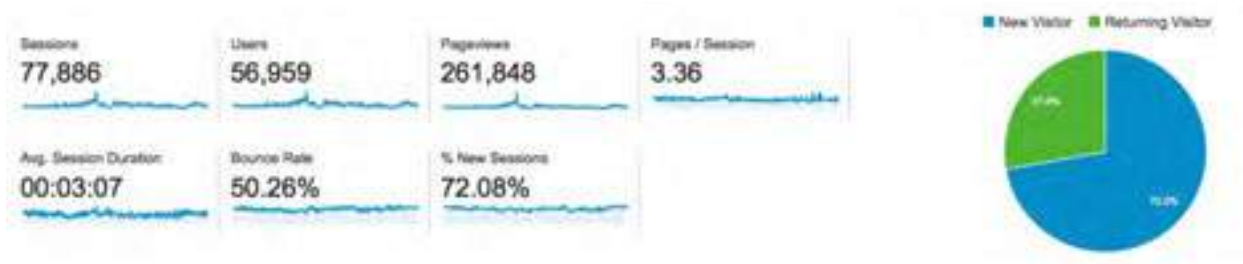 New Visitor Returning Visitor
Sessions Users Pageviews Pages / Session
77,886 56,959 261,848 3.36
Avg. Session Duration Bounce Rate % New Sessions
00:03:07 50.26% 72.08%